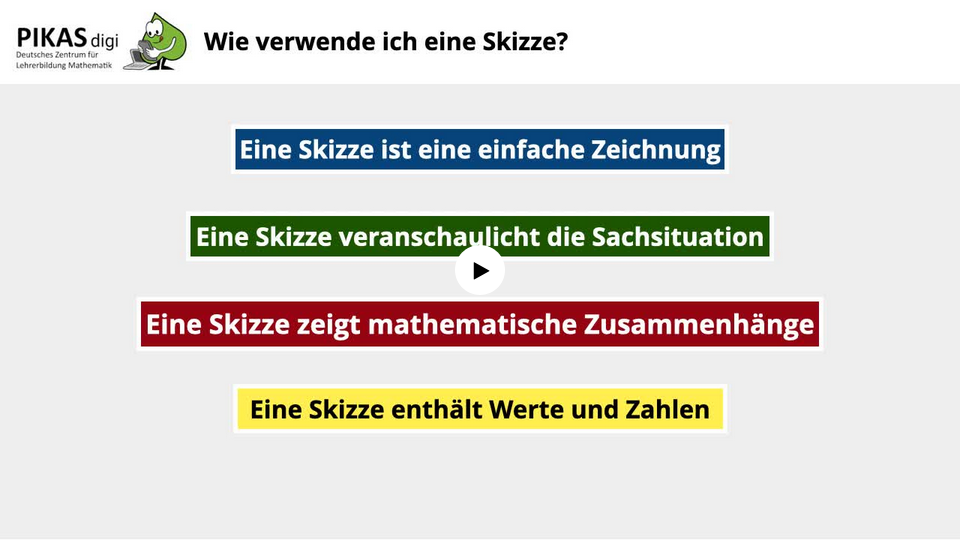 PIKAS digi
Deutsches Zentrum für
Lehrerbildung Mathematik
Wie verwende ich eine Skizze?
Eine Skizze ist eine einfache Zeichnung
Eine Skizze veranschaulicht die Sachsituation
Eine Skizze zeigt mathematische Zusammenhänge
Eine Skizze enthält Werte und Zahlen